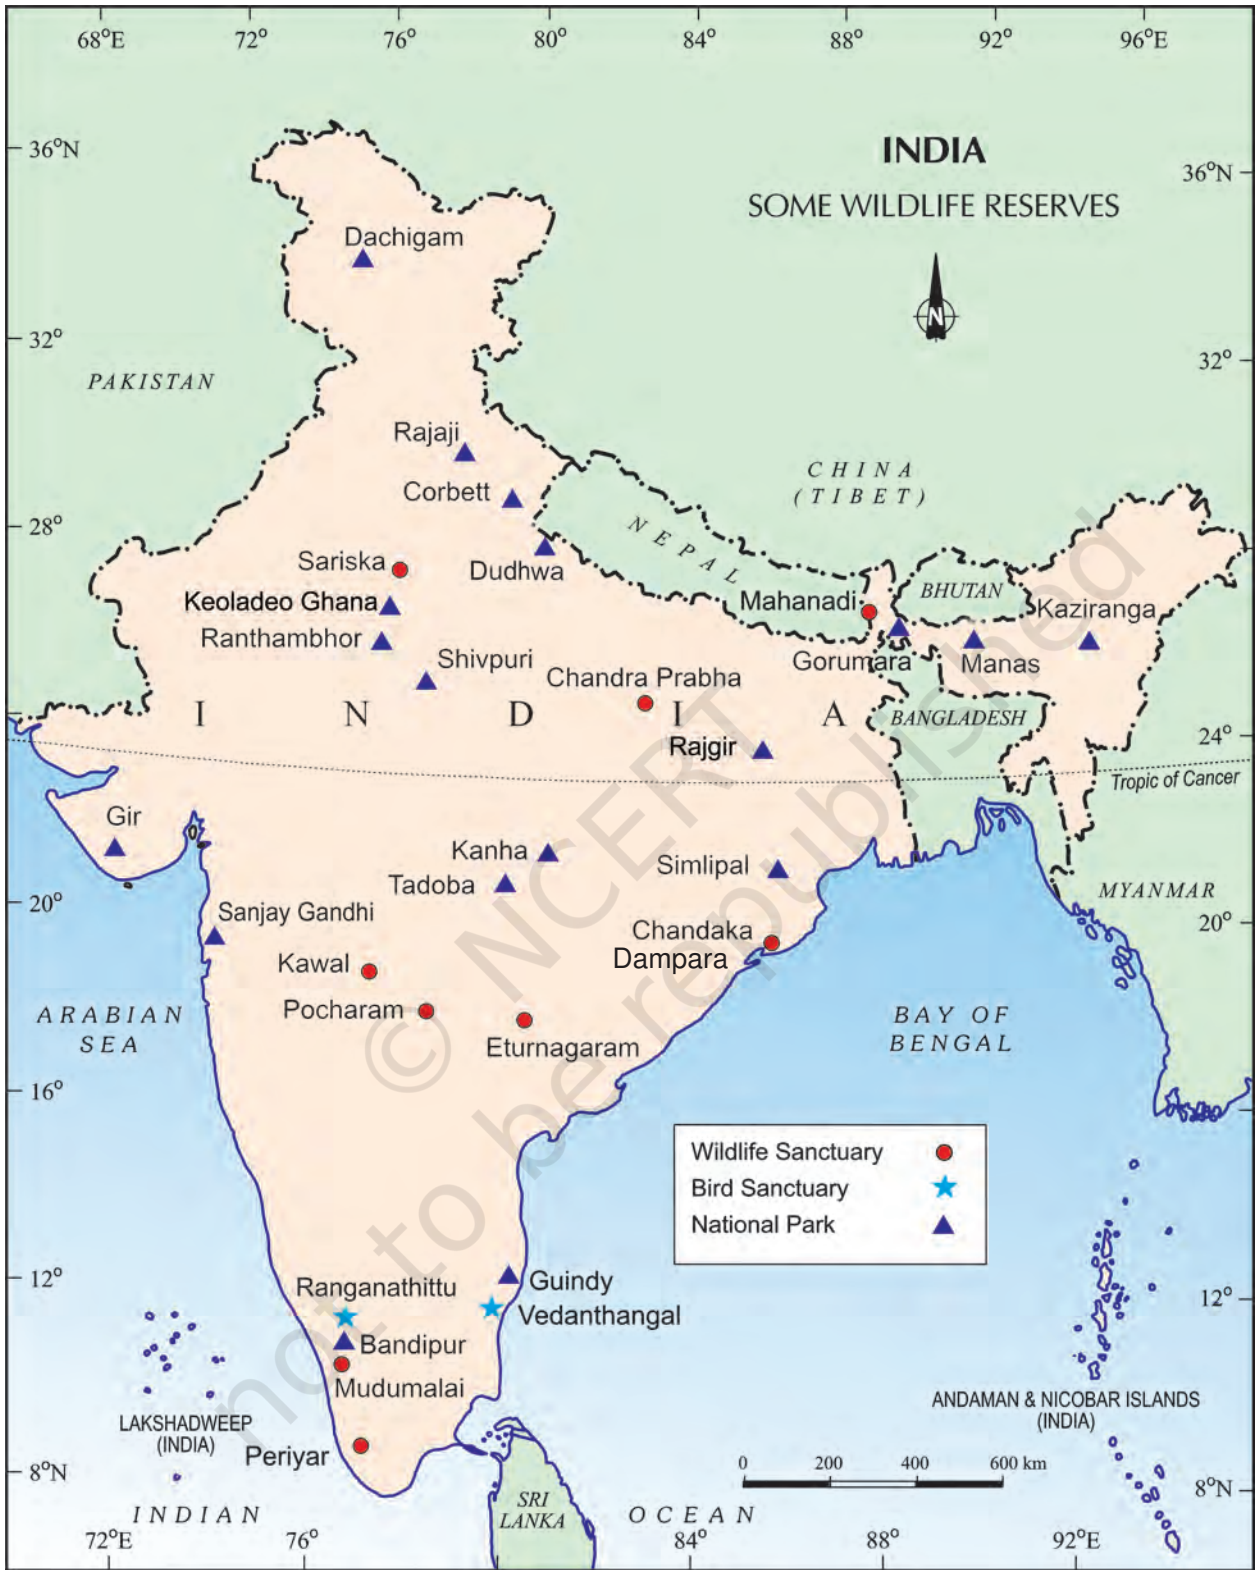 68°E 72° 76° 80° 84° 88° 92° 96°E
36°N
INDIA
SOME WILDLIFE RESERVES
36°N
N
Dachigam
32°
32°
PAKISTAN
Rajaji
Corbett
CHINA
(TIBET)
28°
28°
NEPAL
Sariska
Dudhwa
BHUTAN
Mahanadi
Kaziranga
Keoladeo Ghana
Ranthambhor
Shivpuri
Gorumara
Manas
Chandra Prabha
I N D I A
BANGLADESH
Rajgir
24°
Tropic of Cancer
Gir
Kanha
Simlipal
Tadoba
MYANMAR
20°
20°
Sanjay Gandhi
Chandaka
Dampara
Kawal
Pocharam
ARABIAN
SEA
BAY OF
BENGAL
Eturnagaram
16°
Wildlife Sanctuary
Bird Sanctuary
National Park
12°
12°
Ranganathittu
Guindy
Vedanthangal
Bandipur
Mudumalai
LAKSHADWEEP
(INDIA)
ANDAMAN & NICOBAR ISLANDS
(INDIA)
Periyar
0 200 400 600 km
8°N
8°N
SRI
LANKA
INDIAN OCEAN
72°E 76° 84° 88° 92°E
© NCERT
not to be republished